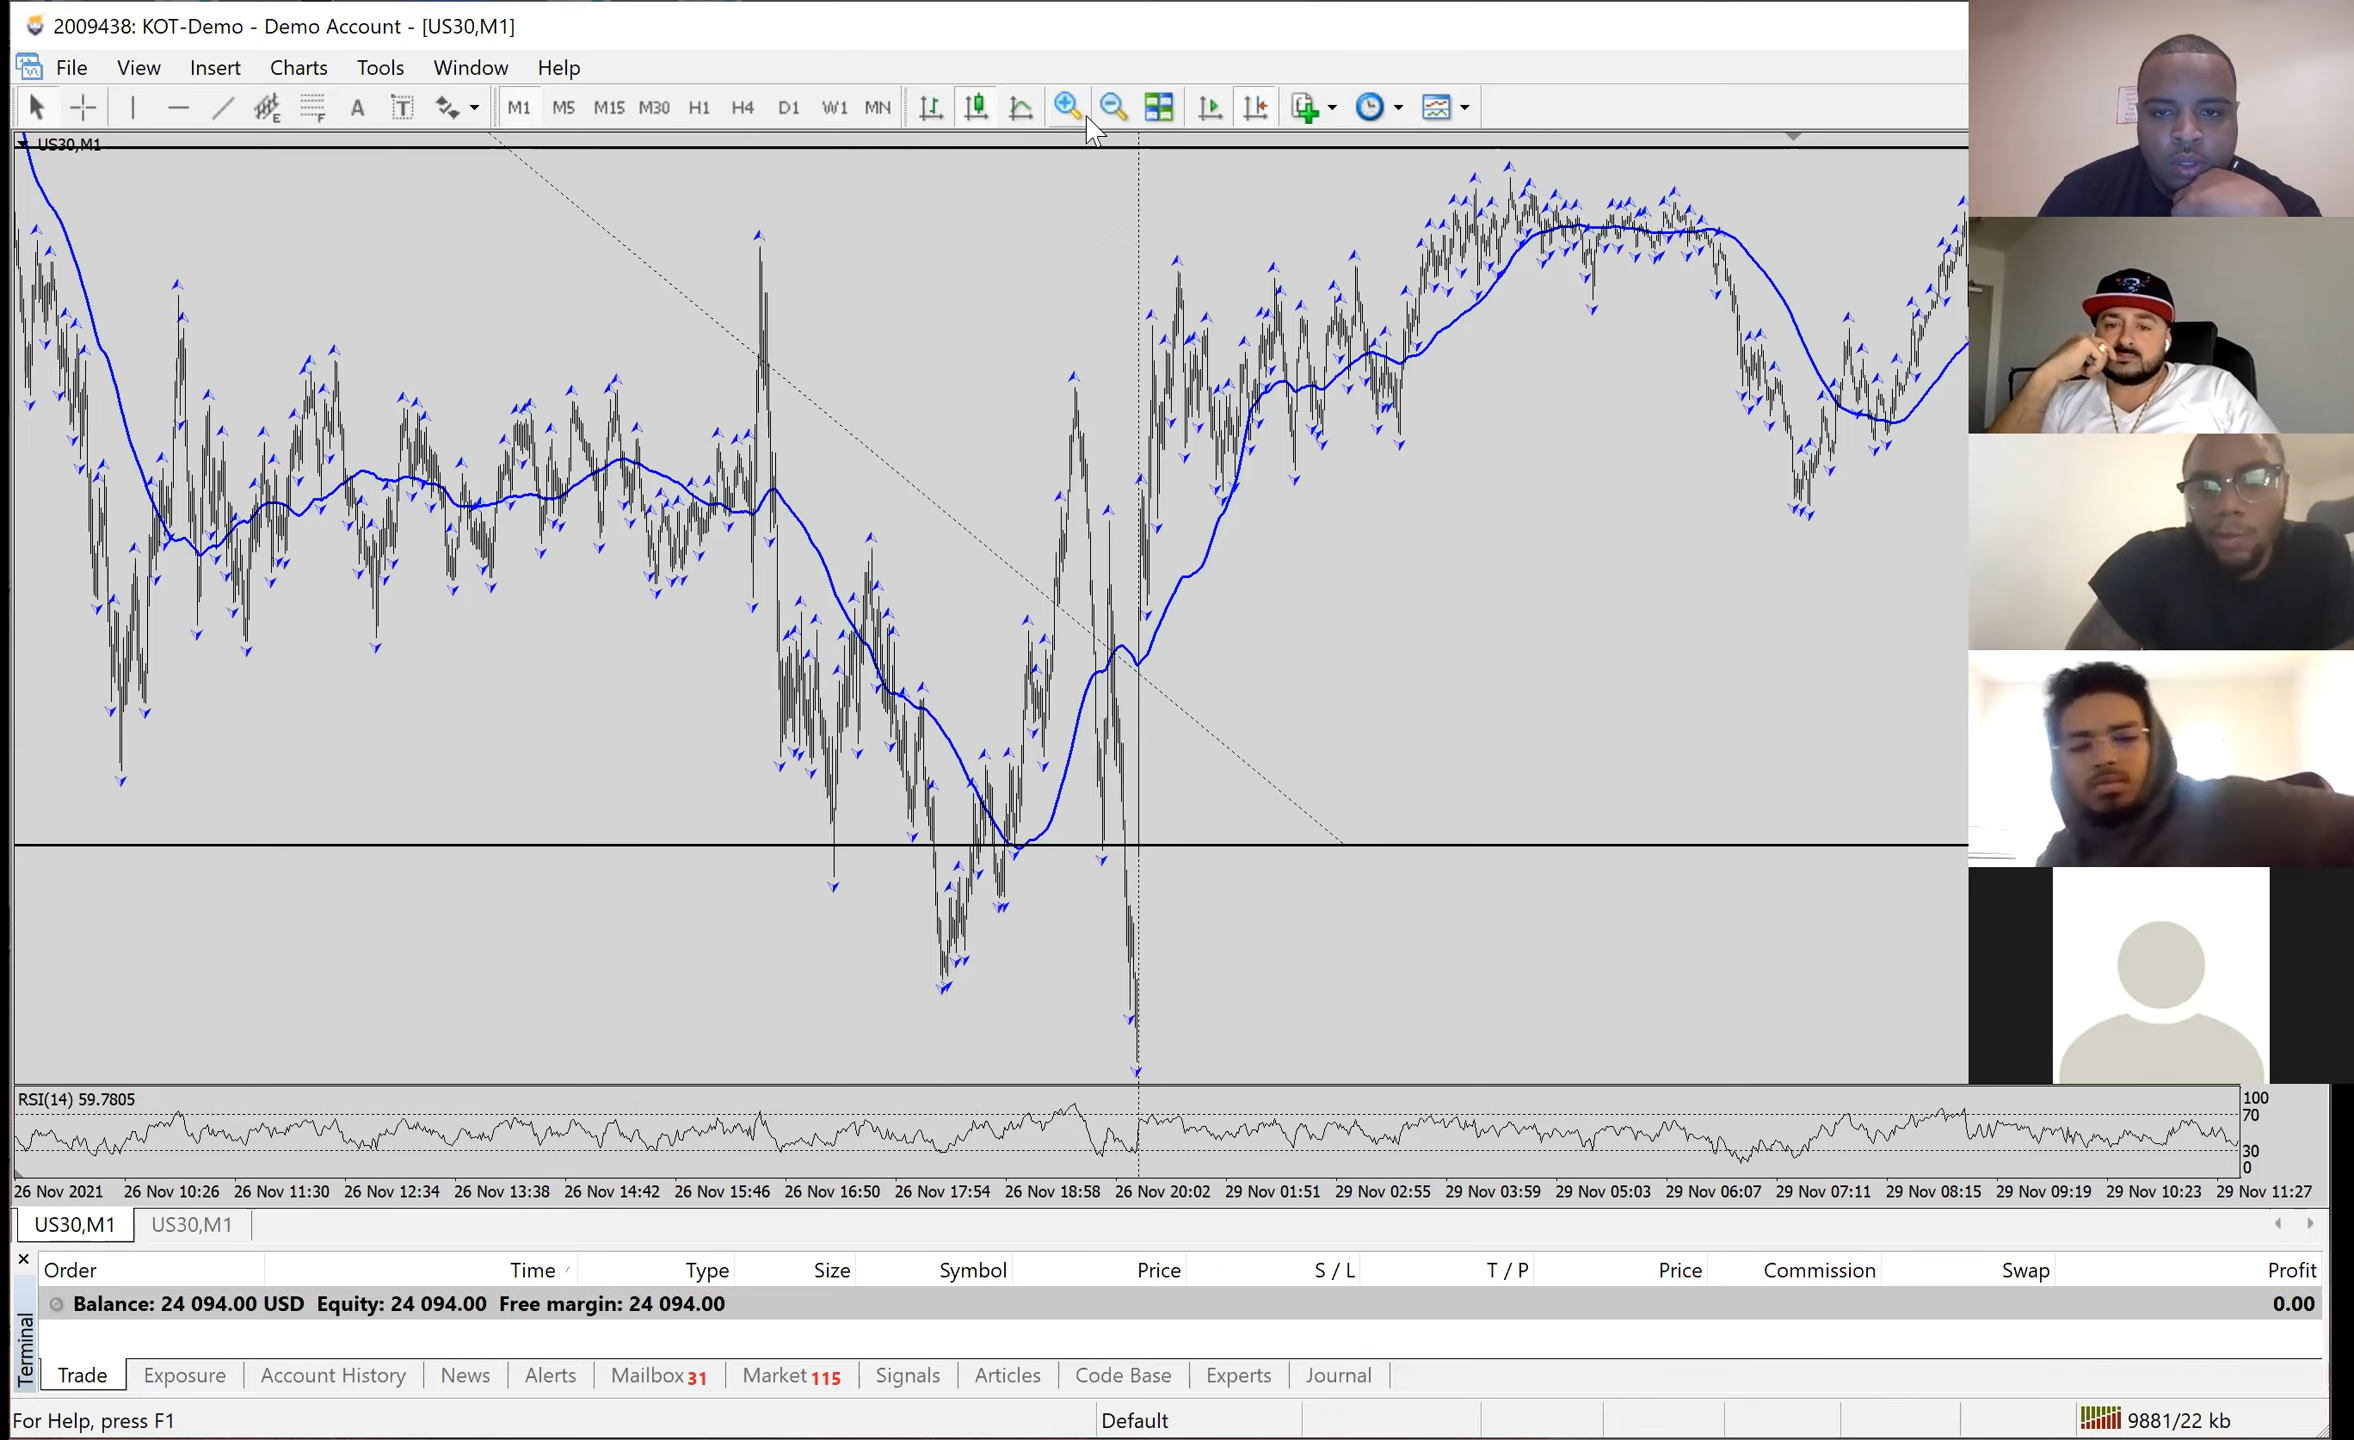 2009438: KOT-Demo - Demo Account - [US30,M1]
File View Insert Charts Tools Window Help
E F A T M1 M5 M15 M30 H1 H4 D1 W1 MN
US30,M1
RSI(14) 59.7805
100
70
30
0
26 Nov 2021 26 Nov 10:26 26 Nov 11:30 26 Nov 12:34 26 Nov 13:38 26 Nov 14:42 26 Nov 15:46 26 Nov 16:50 26 Nov 17:54 26 Nov 18:58 26 Nov 20:02 29 Nov 01:51 29 Nov 02:55 29 Nov 03:59 29 Nov 05:03 29 Nov 06:07 29 Nov 07:11 29 Nov 08:15 29 Nov 09:19 29 Nov 10:23 29 Nov 11:27
US30,M1 US30,M1
Order Time Type Size Symbol Price S / L T / P Price Commission Swap Profit
Balance: 24 094.00 USD Equity: 24 094.00 Free margin: 24 094.00 0.00
Terminal
Trade Exposure Account History News Alerts Mailbox 31 Market 115 Signals Articles Code Base Experts Journal
For Help, press F1 Default 9881/22 kb